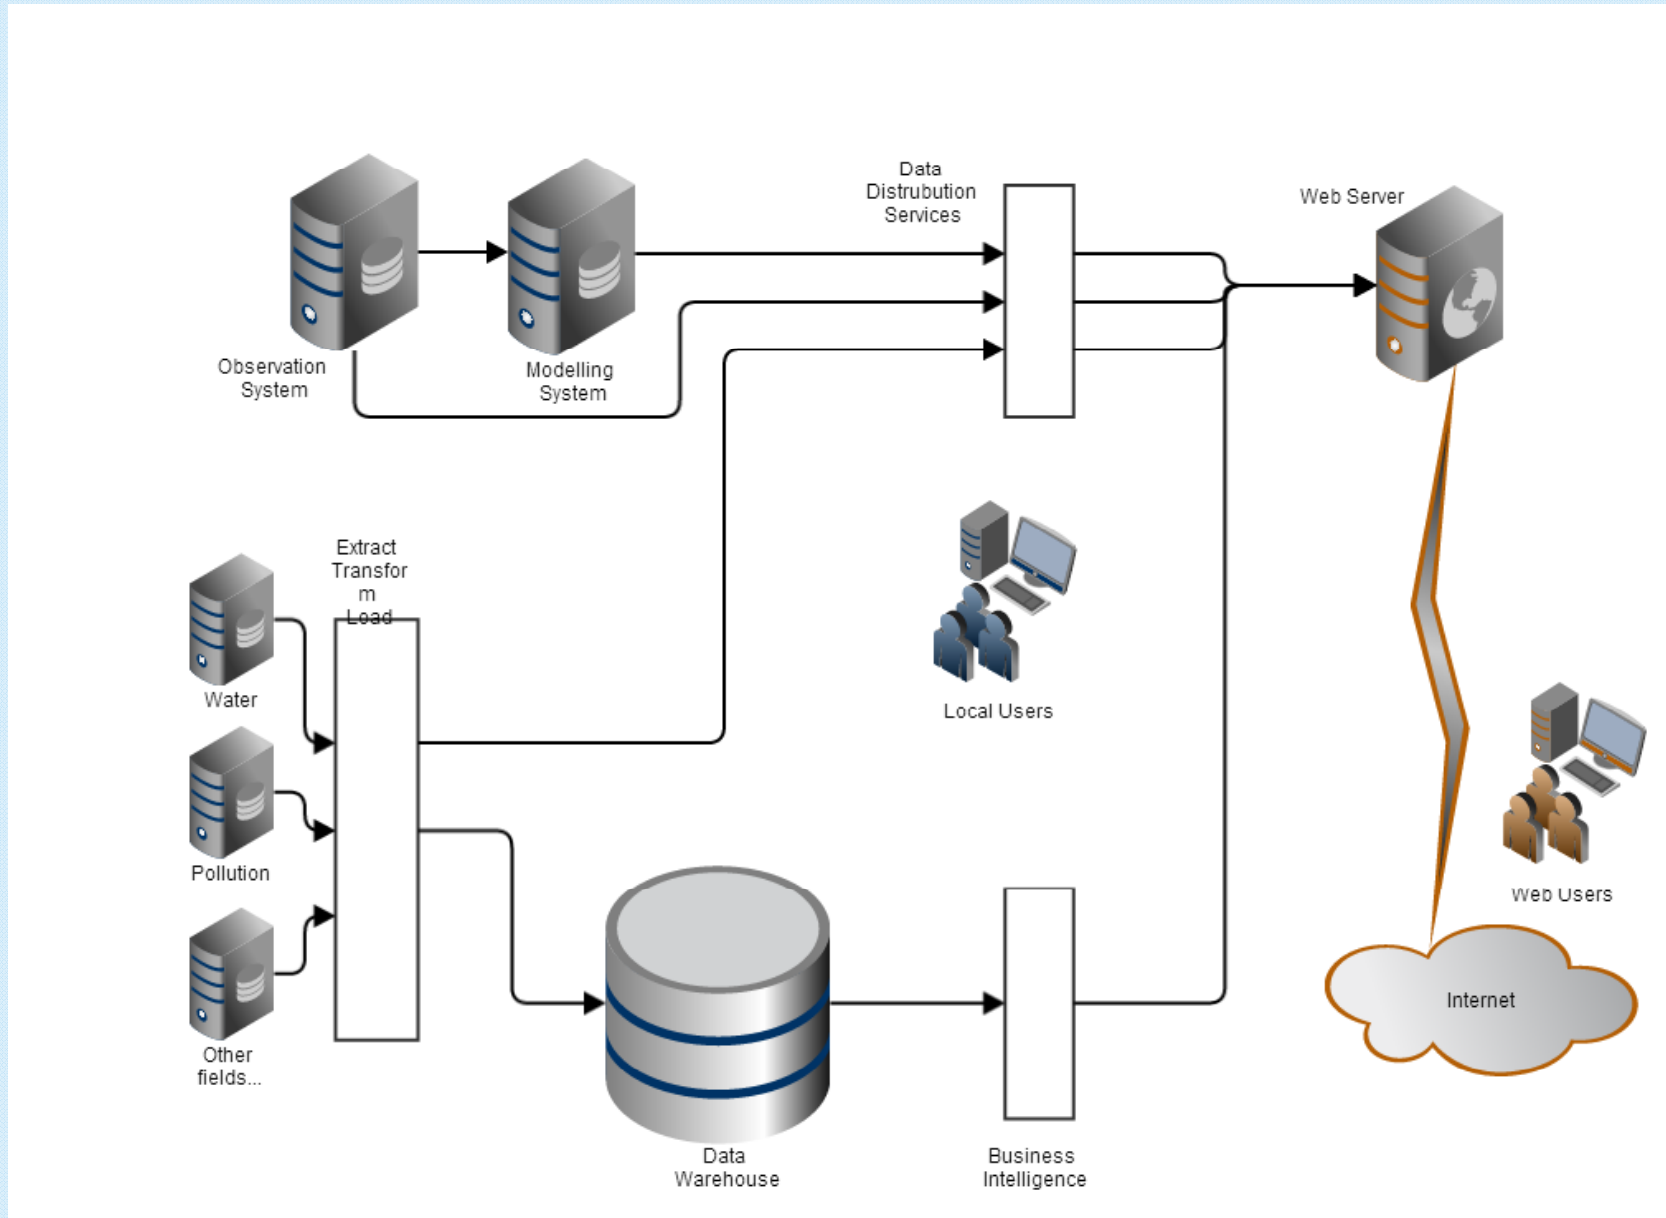 Data
Distrubution
Services
Web Server
Observation
System
Modelling
System
Extract
Transfor
m
Load
Water
Local Users
Pollution
Web Users
Internet
Other
fields...
Data
Warehouse
Business
Intelligence